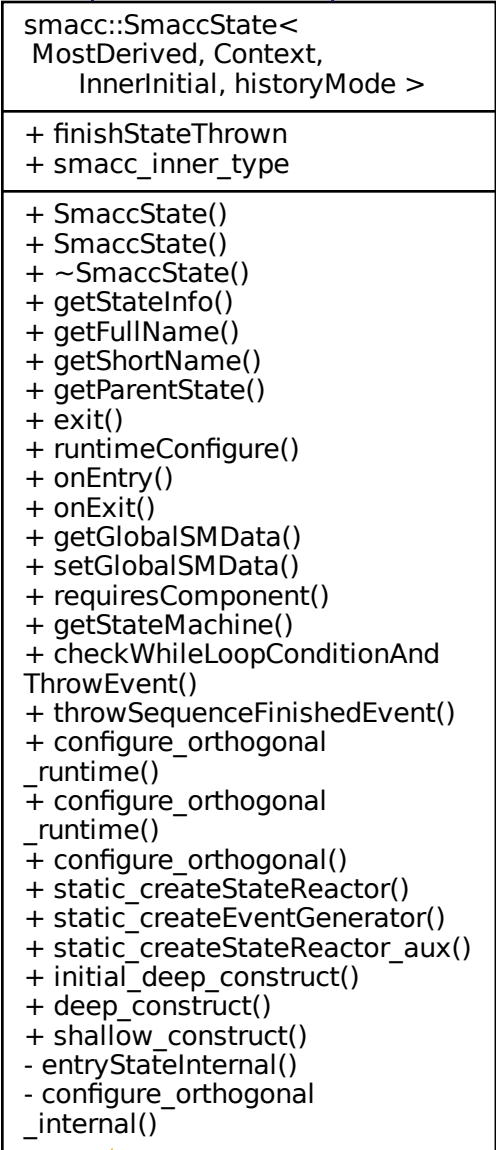 smacc::SmaccState<
MostDerived, Context,
InnerInitial, historyMode >
+ finishStateThrown
+ smacc_inner_type
+ SmaccState()
+ SmaccState()
+ ~SmaccState()
+ getStateInfo()
+ getFullName()
+ getShortName()
+ getParentState()
+ exit()
+ runtimeConfigure()
+ onEntry()
+ onExit()
+ getGlobalSMData()
+ setGlobalSMData()
+ requiresComponent()
+ getStateMachine()
+ checkWhileLoopConditionAnd
ThrowEvent()
+ throwSequenceFinishedEvent()
+ configure_orthogonal
_runtime()
+ configure_orthogonal
_runtime()
+ configure_orthogonal()
+ static_createStateReactor()
+ static_createEventGenerator()
+ static_createStateReactor_aux()
+ initial_deep_construct()
+ deep_construct()
+ shallow_construct()
- entryStateInternal()
- configure_orthogonal
_internal()